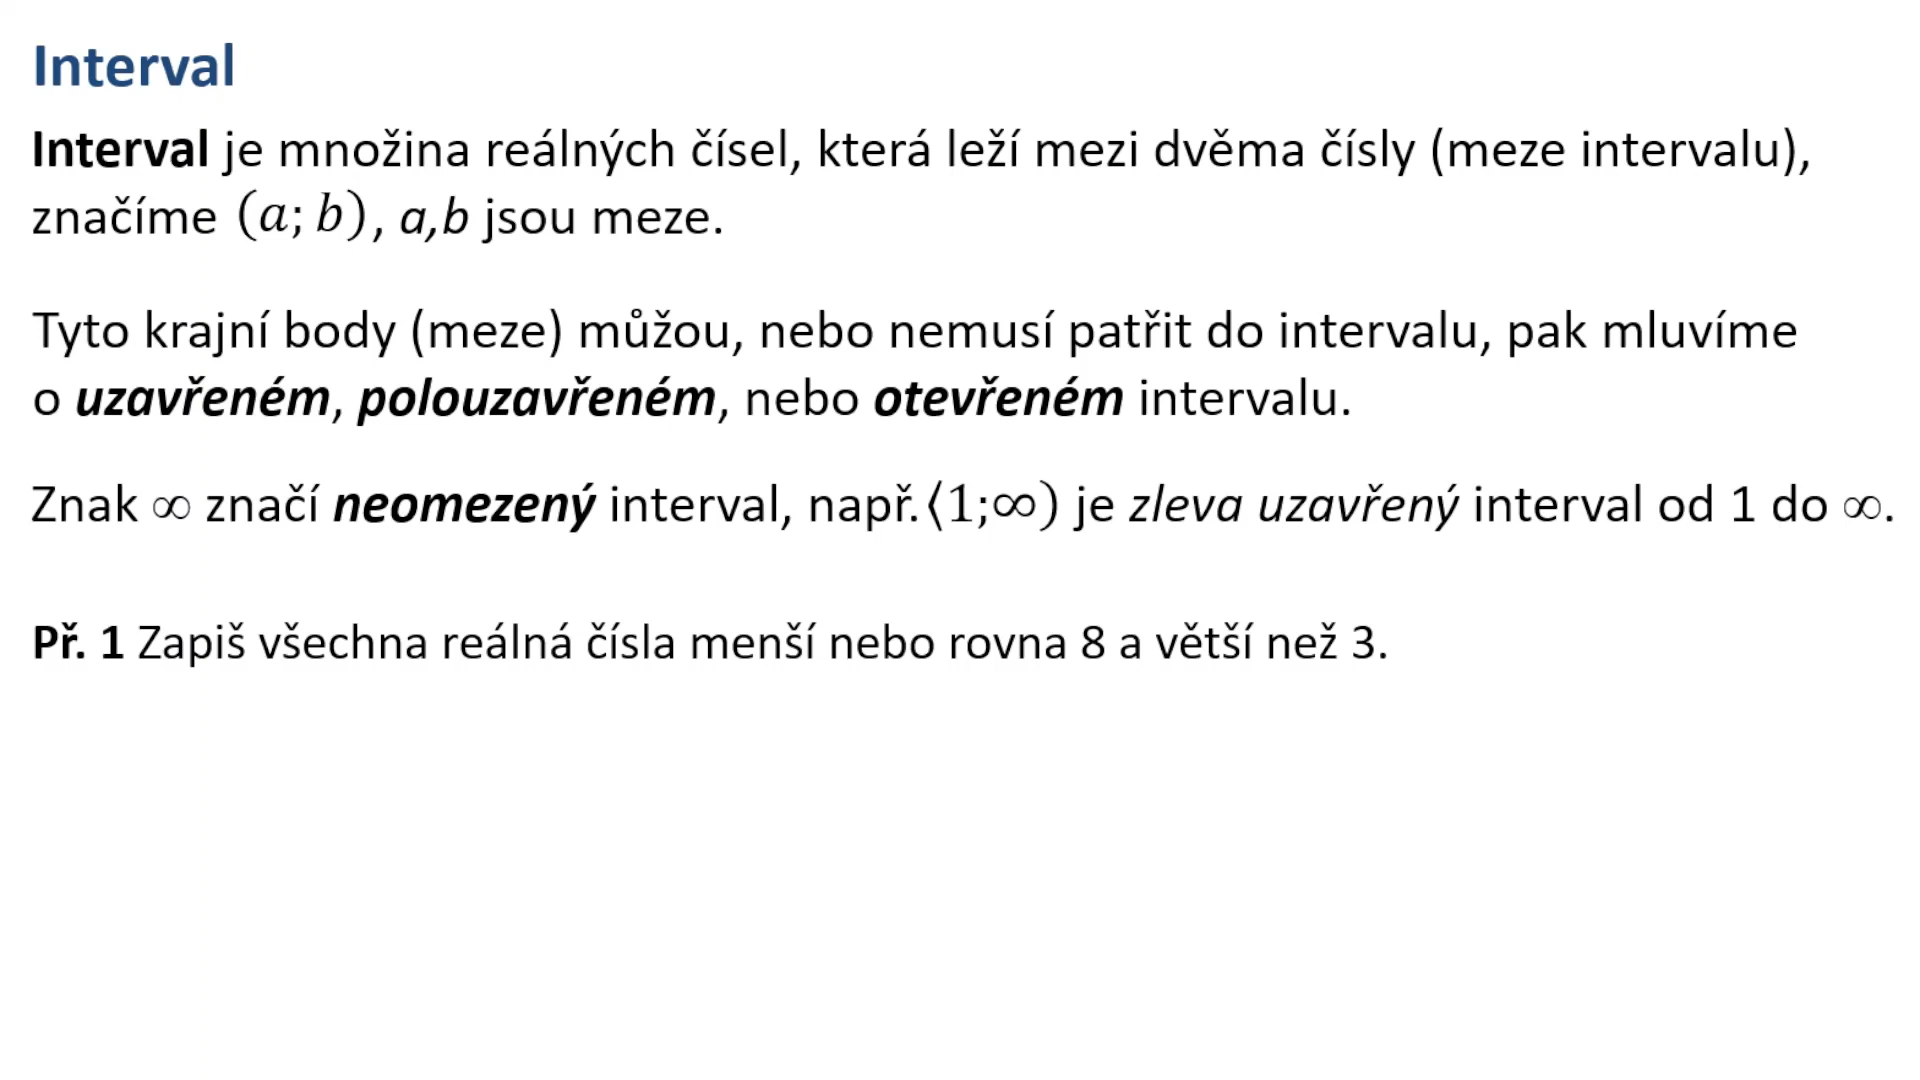 Interval
Interval je množina reálných čísel, která leží mezi dvěma čísly (meze intervalu),
značíme (a; b), a,b jsou meze.
Tyto krajní body (meze) můžou, nebo nemusí patřit do intervalu, pak mluvíme
o uzavřeném, polouzavřeném, nebo otevřeném intervalu.
Znak ∞ značí neomezený interval, např.⟨1;∞) je zleva uzavřený interval od 1 do ∞.
Př. 1 Zapiš všechna reálná čísla menší nebo rovna 8 a větší než 3.